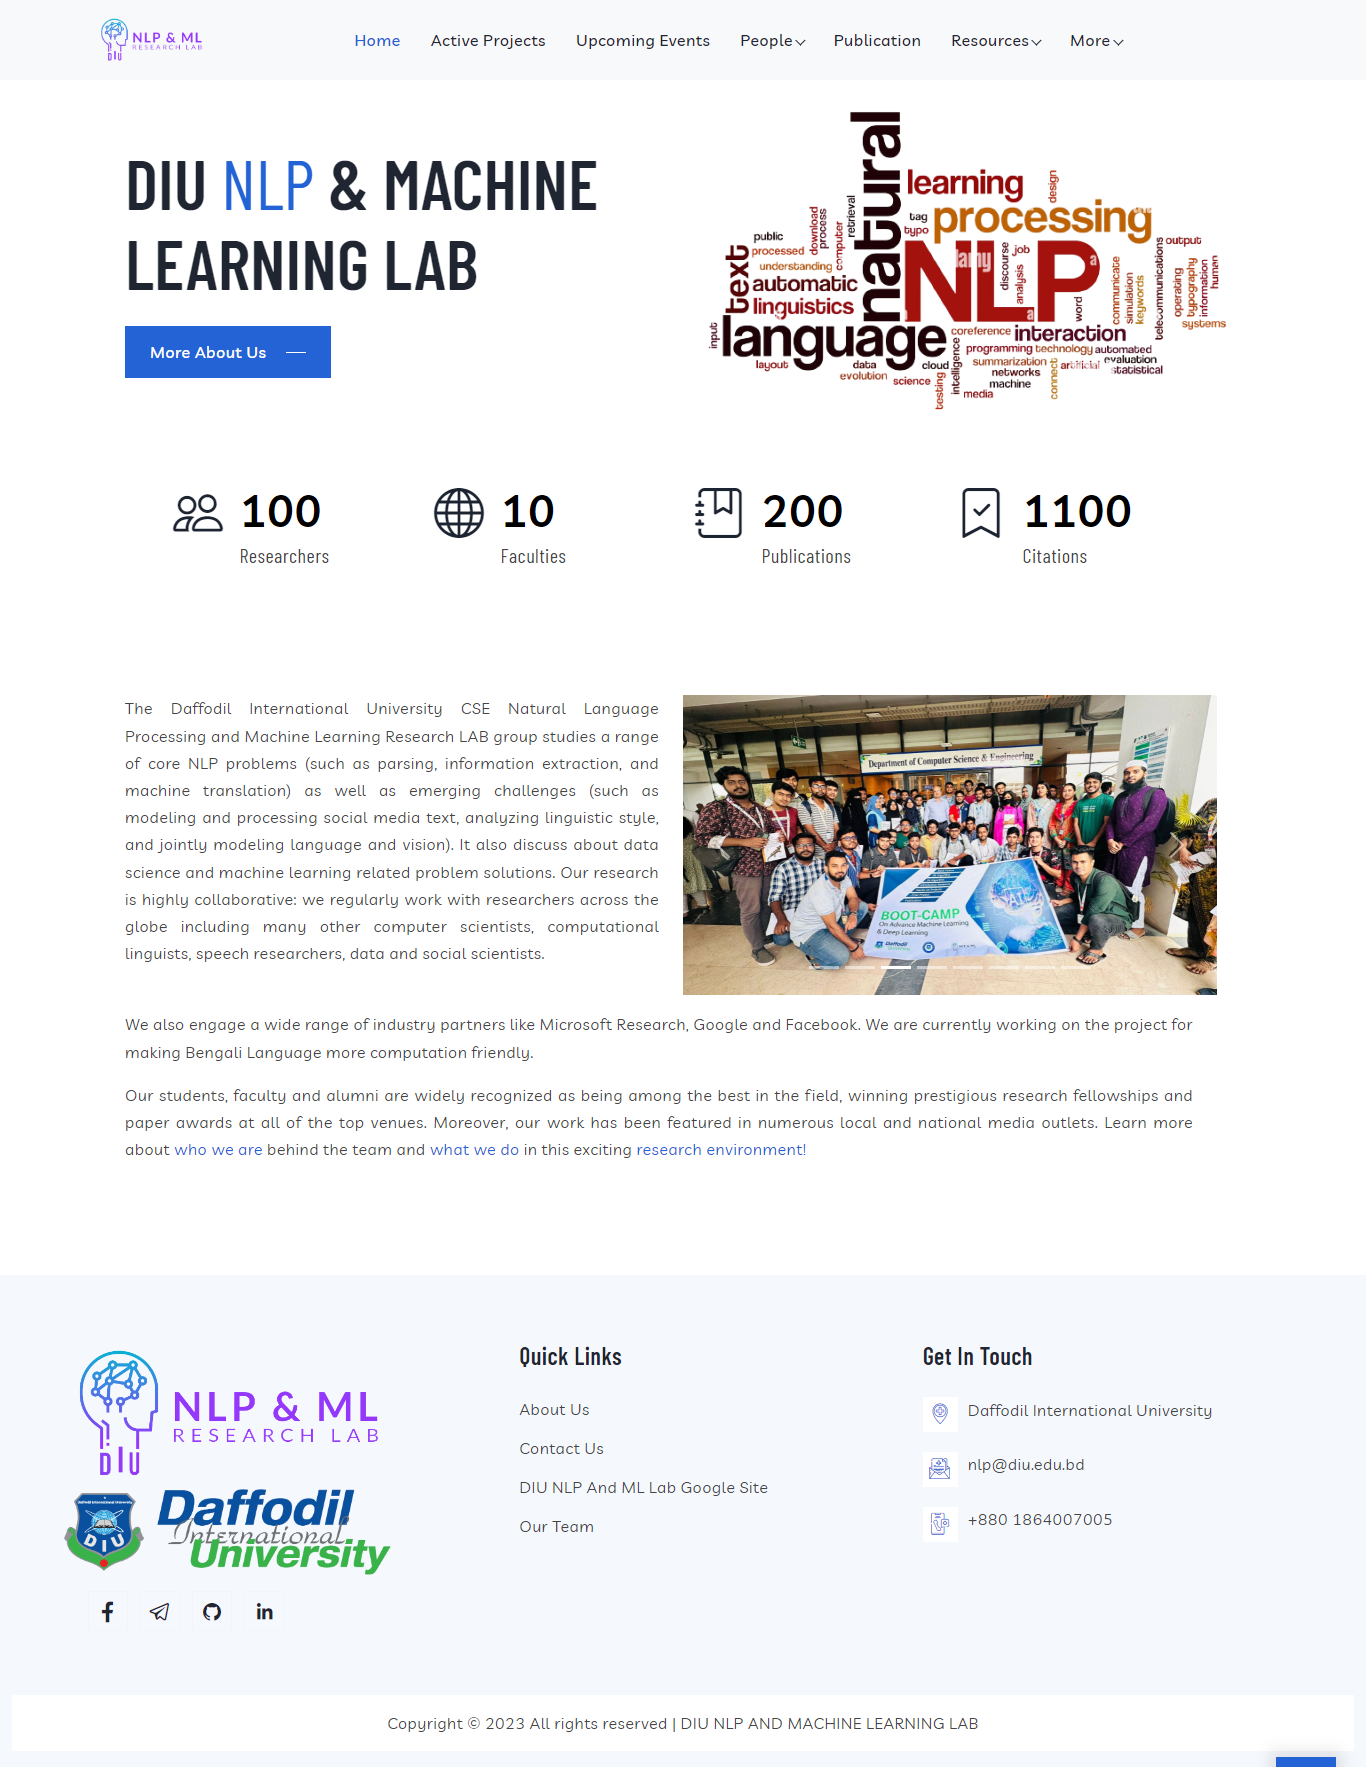 NLP & ML
RESEARCH LAB
DIU
Home
Active Projects
Upcoming Events
People
Publication
Resources
More
DIU NLP & MACHINE
LEARNING LAB
More About Us
natural
learning
design
processing
tag
typo
retrieval
download
process
computer
public
processed
understanding
text
automatic
linguistics
NLP
discourse
job
analysis
word
communicate
simulation
keywords
telecommunications
output
operating
typography
information
human
systems
input
language
coreference
interaction
programming
technology
automated
layout
data
cloud
intelligence
summarization
artificial
evaluation
statistical
evolution
science
testing
networks
machine
media
connect
100
Researchers
10
Faculties
200
Publications
1100
Citations
The Daffodil International University CSE Natural Language
Processing and Machine Learning Research LAB group studies a range
of core NLP problems (such as parsing, information extraction, and
machine translation) as well as emerging challenges (such as
modeling and processing social media text, analyzing linguistic style,
and jointly modeling language and vision). It also discuss about data
science and machine learning related problem solutions. Our research
is highly collaborative: we regularly work with researchers across the
globe including many other computer scientists, computational
linguists, speech researchers, data and social scientists.
Department of Computer Science & Engineering
BOOT-CAMP
On Advance Machine Learning
& Deep Learning
Daffodil
We also engage a wide range of industry partners like Microsoft Research, Google and Facebook. We are currently working on the project for
making Bengali Language more computation friendly.
Our students, faculty and alumni are widely recognized as being among the best in the field, winning prestigious research fellowships and
paper awards at all of the top venues. Moreover, our work has been featured in numerous local and national media outlets. Learn more
about who we are behind the team and what we do in this exciting research environment!
NLP & ML
RESEARCH LAB
DIU
Daffodil International University
DIU
Daffodil
International
University
Quick Links
About Us
Contact Us
DIU NLP And ML Lab Google Site
Our Team
Get In Touch
Daffodil International University
nlp@diu.edu.bd
+880 1864007005
Copyright © 2023 All rights reserved | DIU NLP AND MACHINE LEARNING LAB